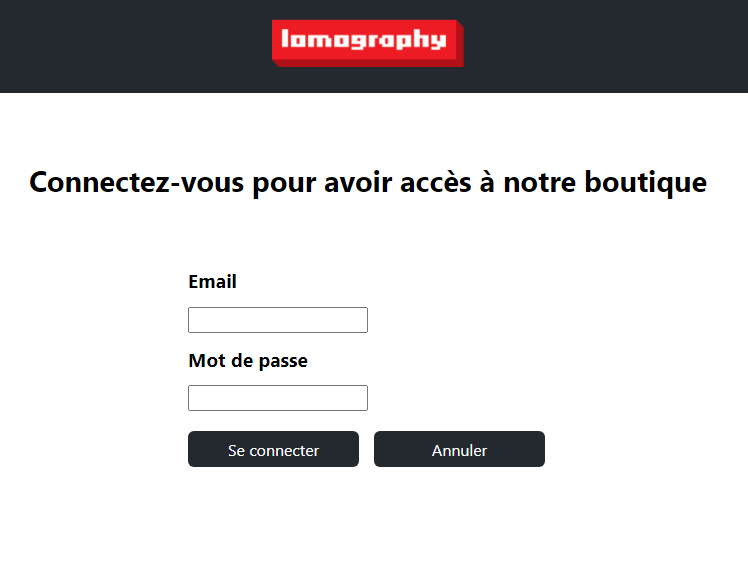 lomography
Connectez-vous pour avoir accès à notre boutique
Email
Mot de passe
Se connecter
Annuler